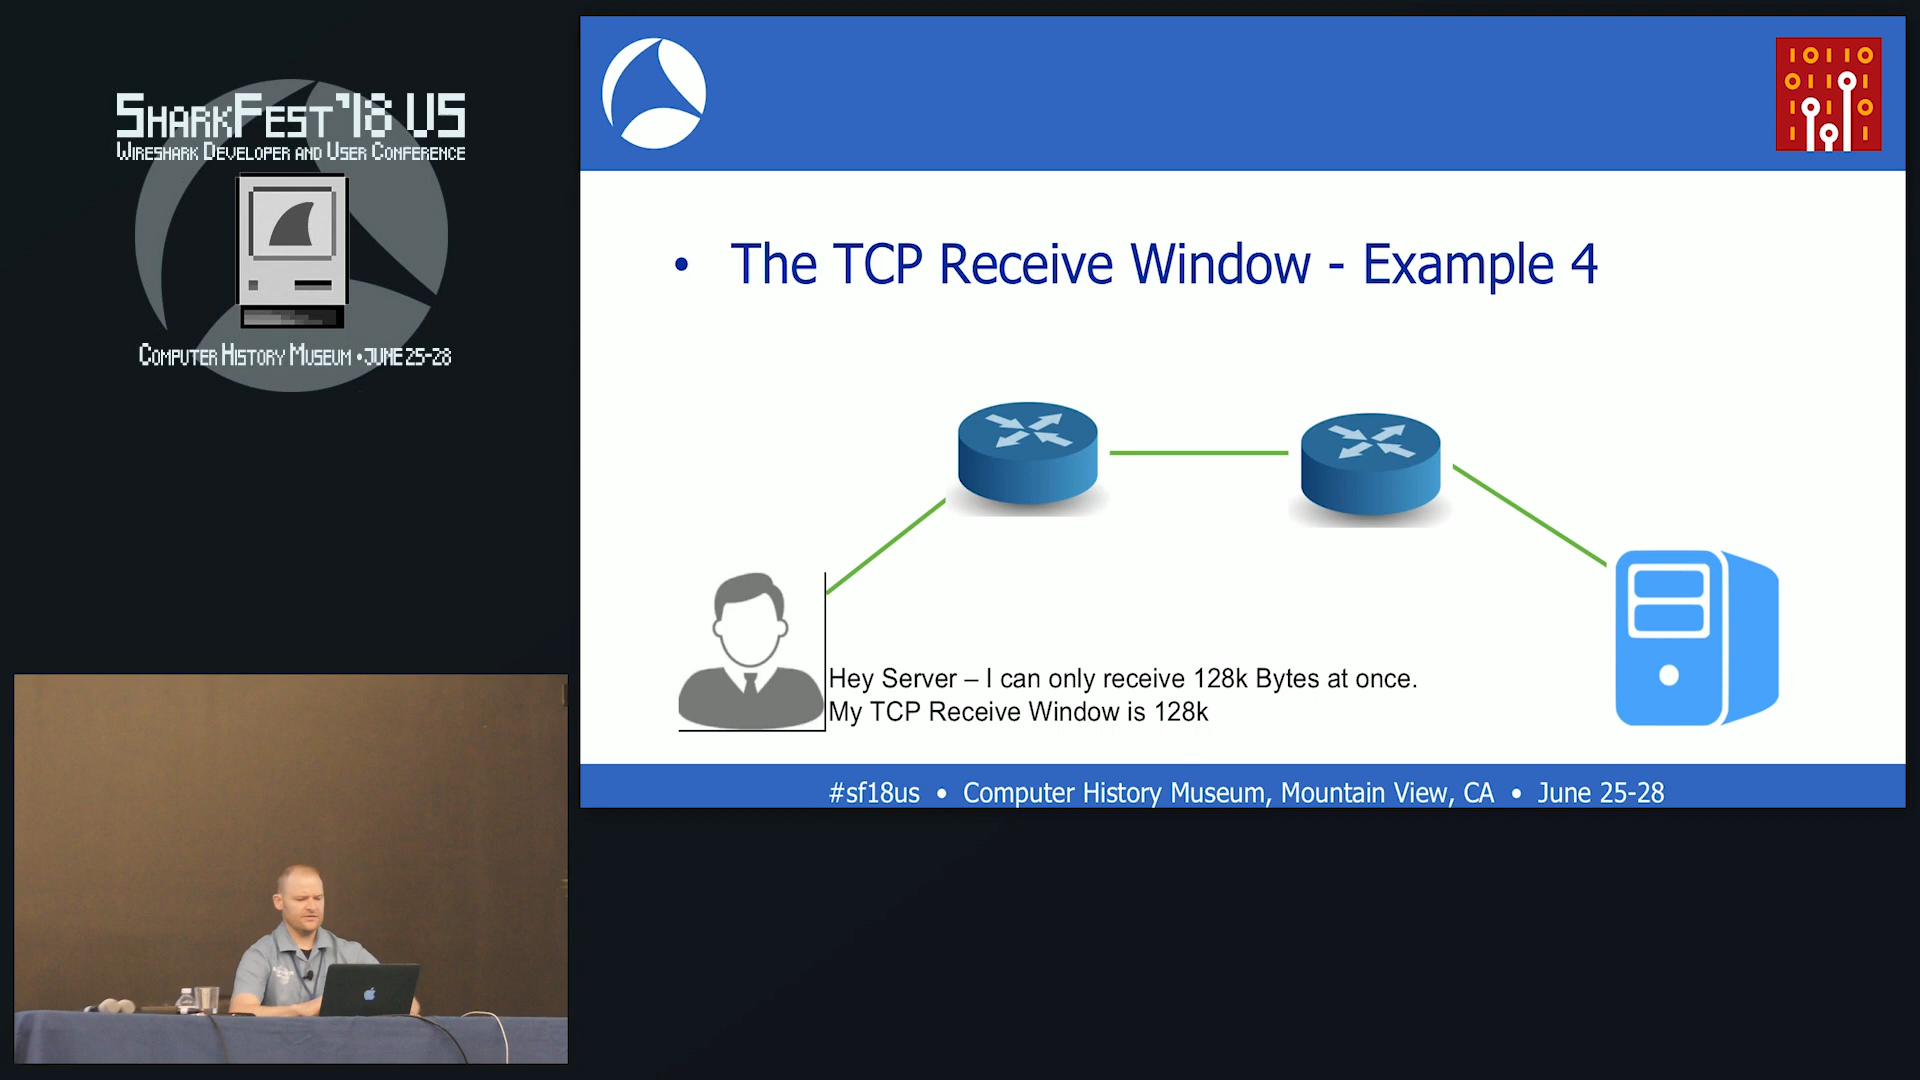 SharkFest'18 US
Wireshark Developer and User Conference
Computer History Museum • June 25-28
10110
01101
• The TCP Receive Window - Example 4
Hey Server – I can only receive 128k Bytes at once.
My TCP Receive Window is 128k
#sf18us • Computer History Museum, Mountain View, CA • June 25-28